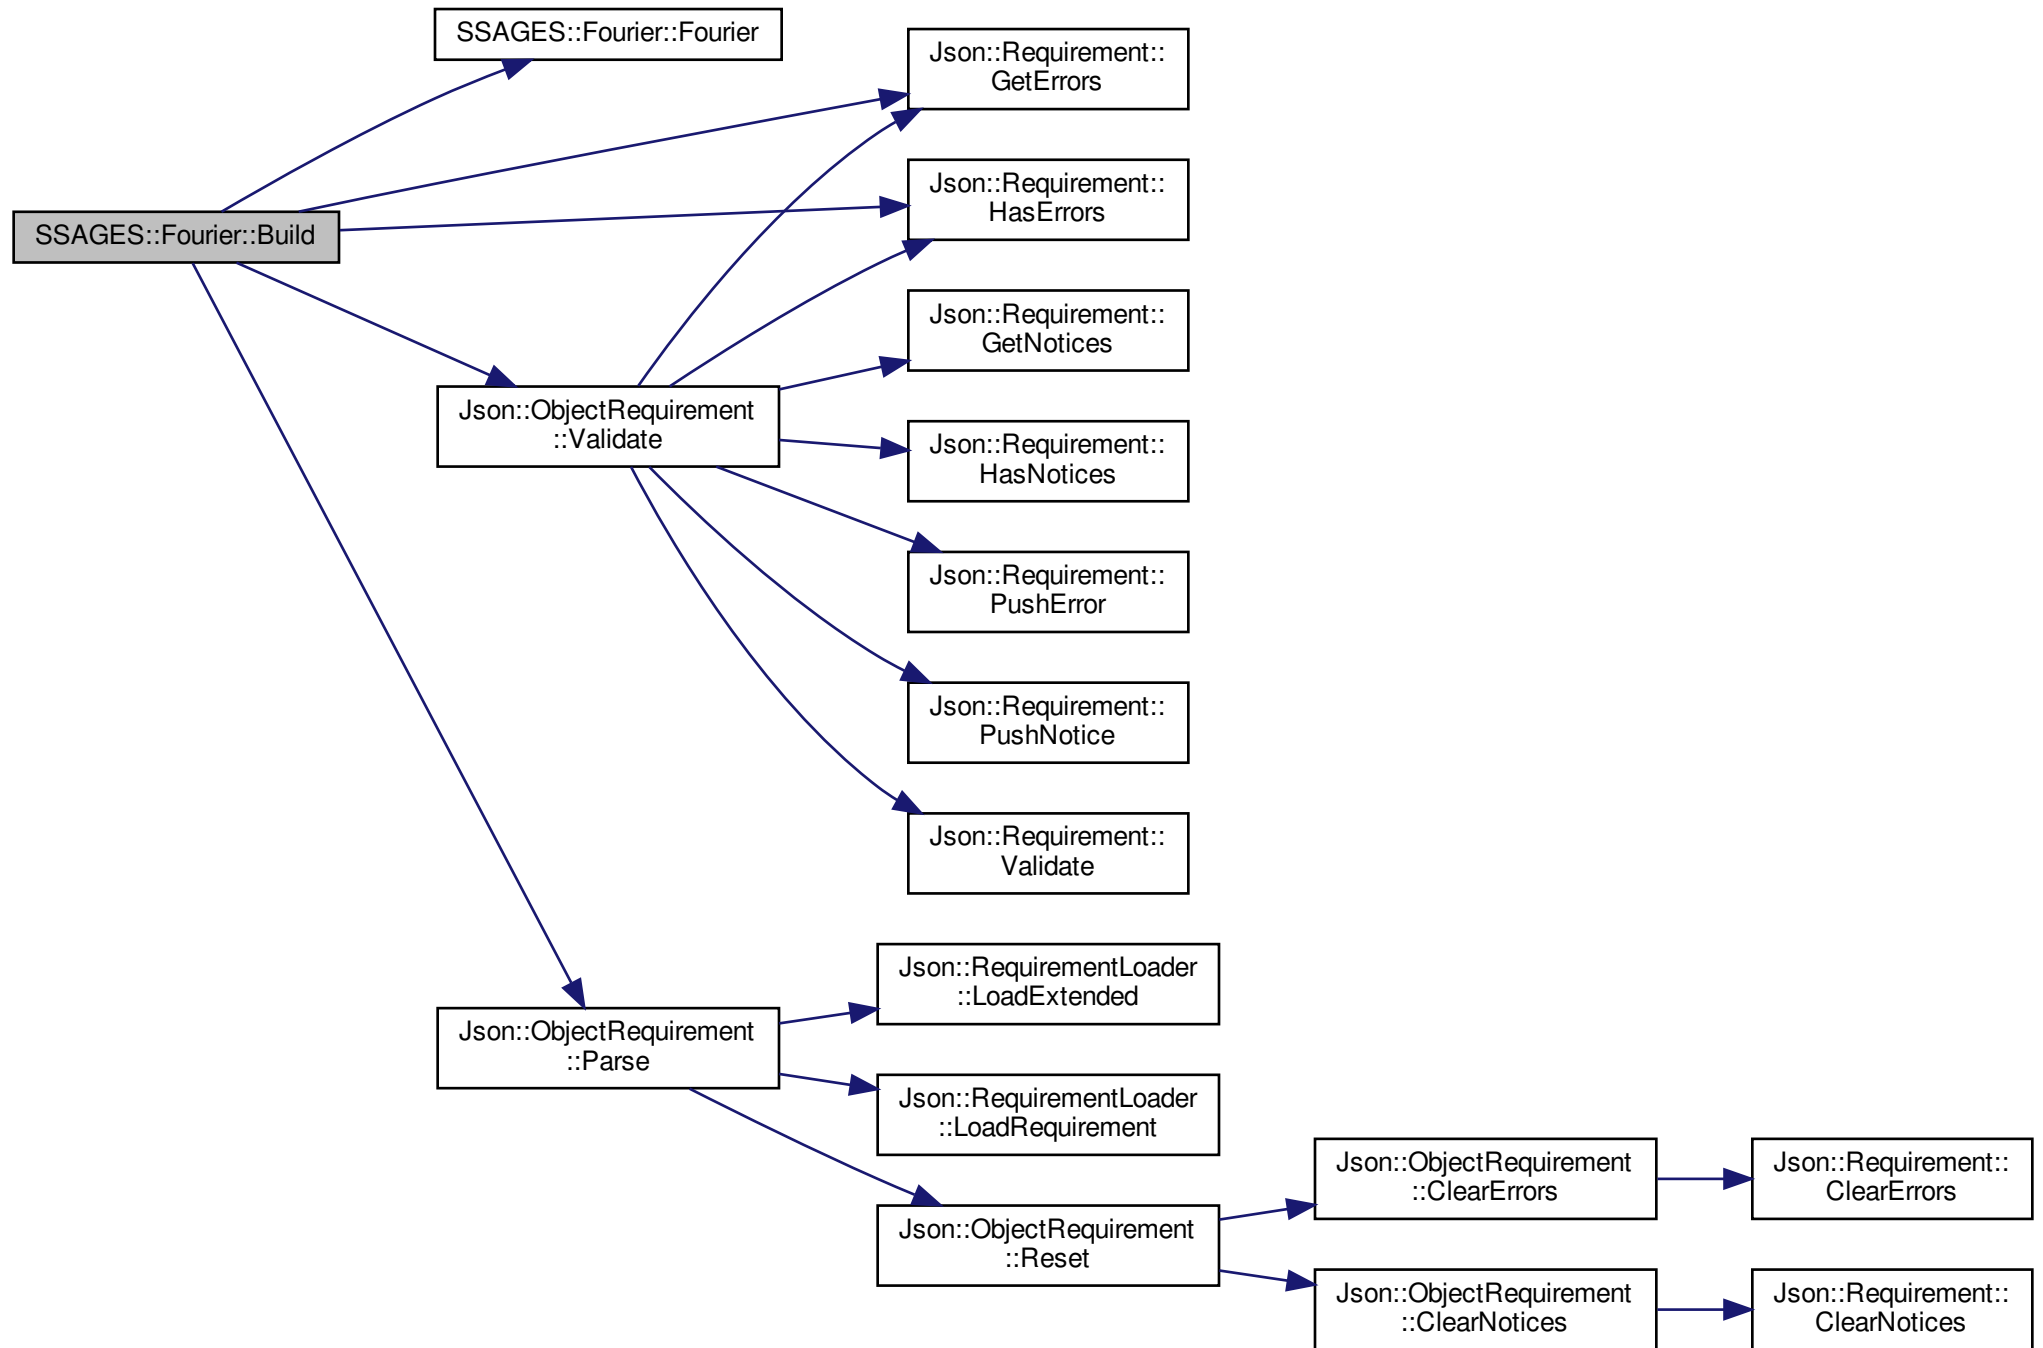 SSAGES::Fourier::Fourier
Json::Requirement::
GetErrors
Json::Requirement::
HasErrors
SSAGES::Fourier::Build
Json::Requirement::
GetNotices
Json::ObjectRequirement
::Validate
Json::Requirement::
HasNotices
Json::Requirement::
PushError
Json::Requirement::
PushNotice
Json::Requirement::
Validate
Json::RequirementLoader
::LoadExtended
Json::ObjectRequirement
::Parse
Json::RequirementLoader
::LoadRequirement
Json::ObjectRequirement
::Reset
Json::ObjectRequirement
::ClearErrors
Json::Requirement::
ClearErrors
Json::ObjectRequirement
::ClearNotices
Json::Requirement::
ClearNotices